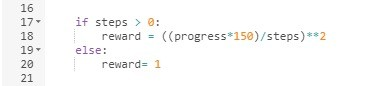 16
17 if steps > 0:
18 reward = ((progress*150)/steps)**2
19 else:
20 reward= 1
21